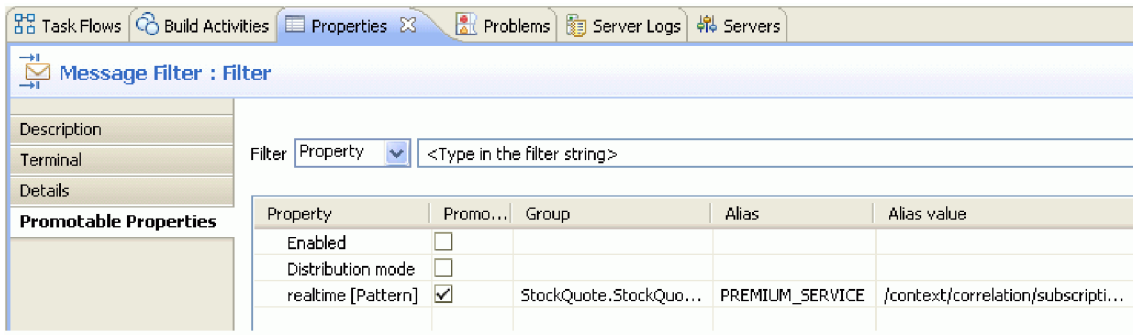 Task Flows Build Activities Properties Problems Server Logs Servers
Message Filter : Filter
Description
Terminal
Details
Promotable Properties
Filter Property <Type in the filter string>
Property Promo... Group Alias Alias value
Enabled
Distribution mode
realtime [Pattern] StockQuote.StockQuo... PREMIUM_SERVICE /context/correlation/subscripti...